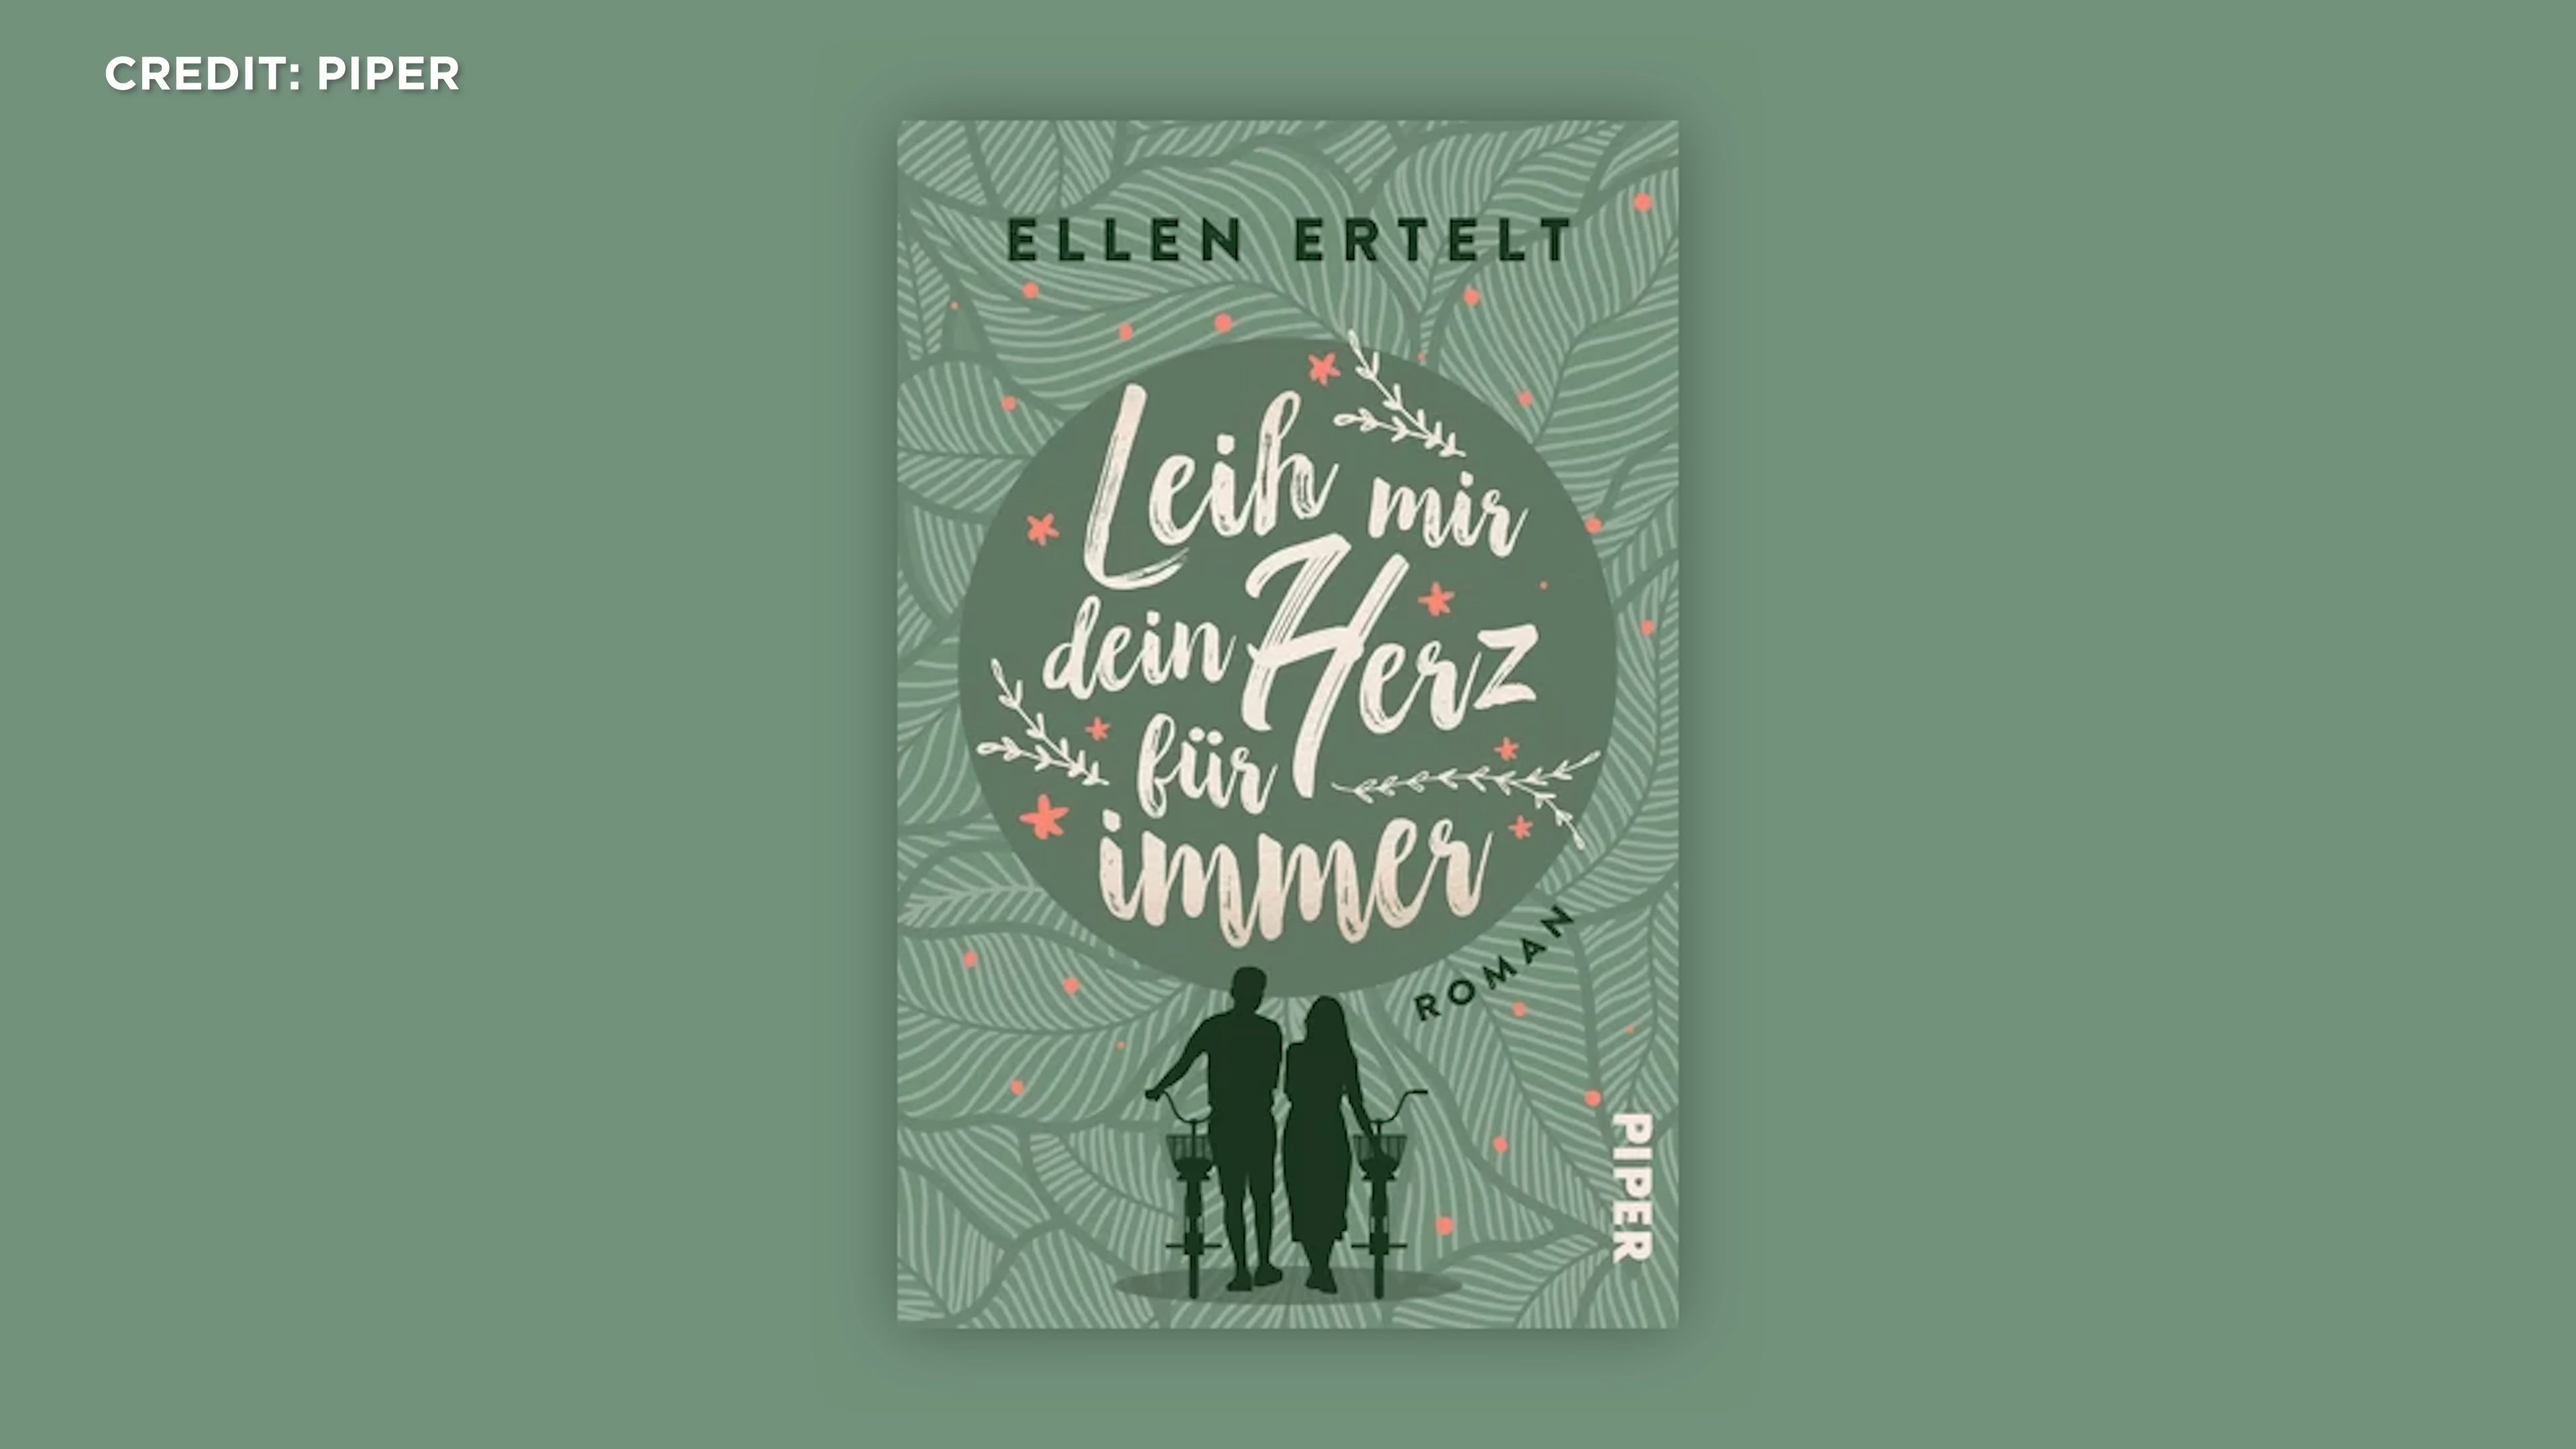 CREDIT: PIPER
ELLEN ERTELT
Leih mir
dein Herz
für
immer
ROMAN
PIPER